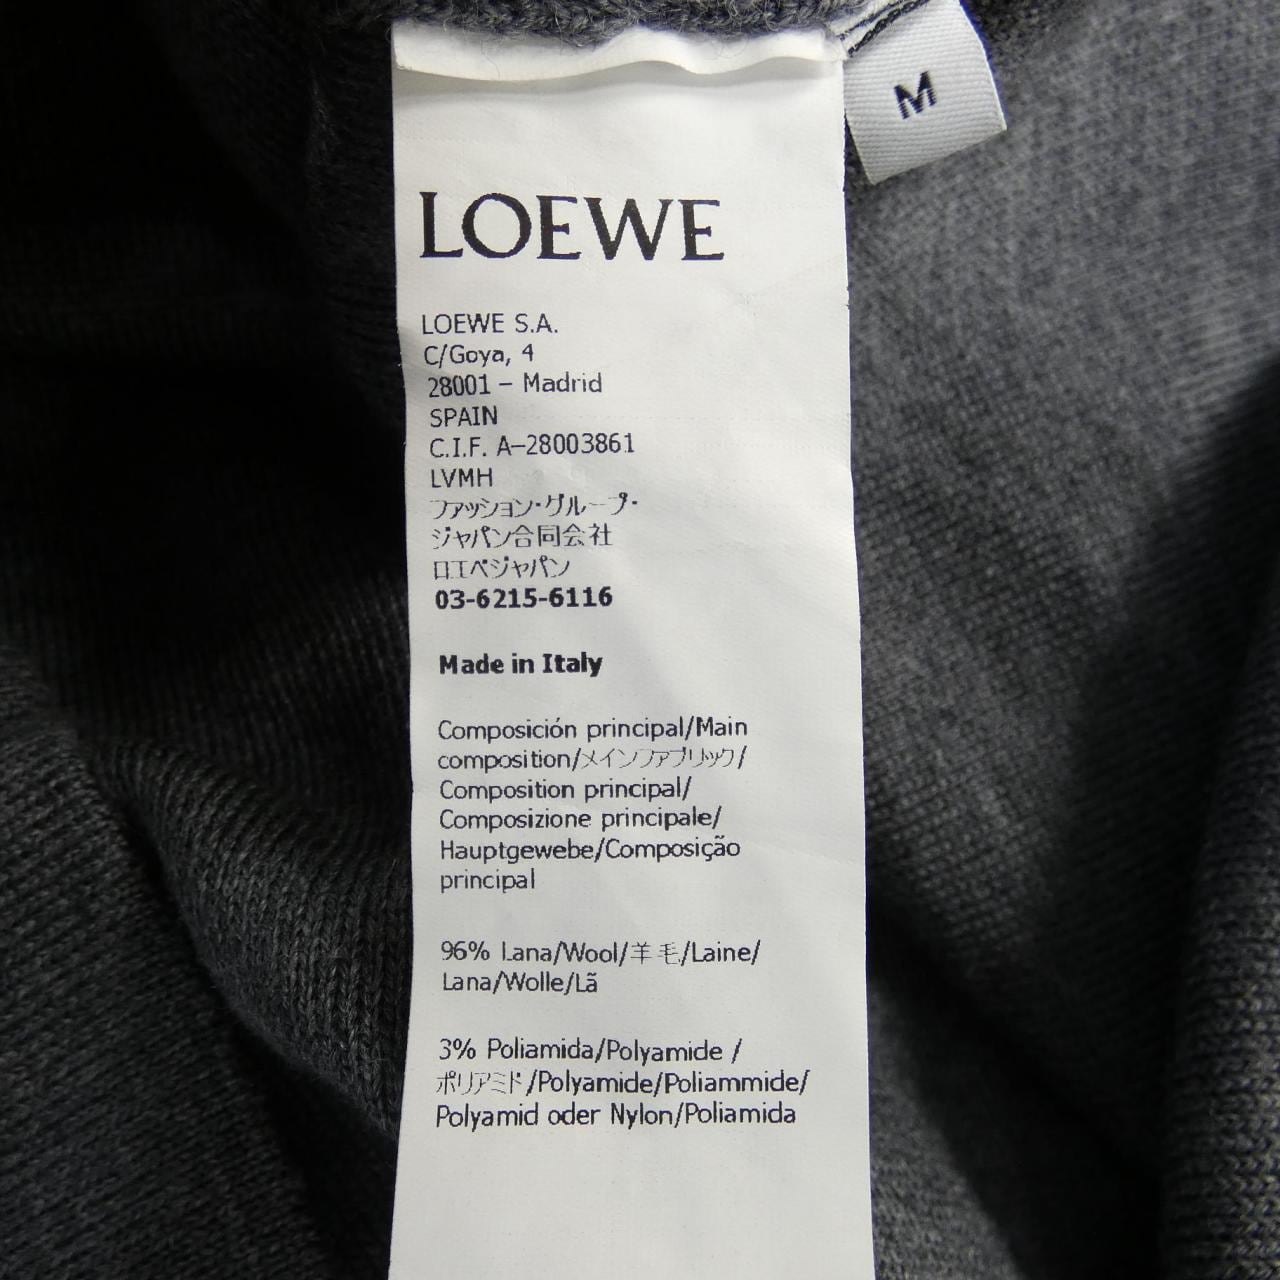 M
LOEWE
LOEWE S.A.
C/Goya, 4
28001 – Madrid
SPAIN
C.I.F. A–28003861
LVMH
ファッション・グループ・
ジャパン合同会社
ロエベジャパン
03-6215-6116
Made in Italy
Composición principal/Main
composition/メインファブリック/
Composition principal/
Composizione principale/
Hauptgewebe/Composição
principal
96% Lana/Wool/羊毛/Laine/
Lana/Wolle/Lã
3% Poliamida/Polyamide /
ポリアミド/Polyamide/Poliammide/
Polyamid oder Nylon/Poliamida